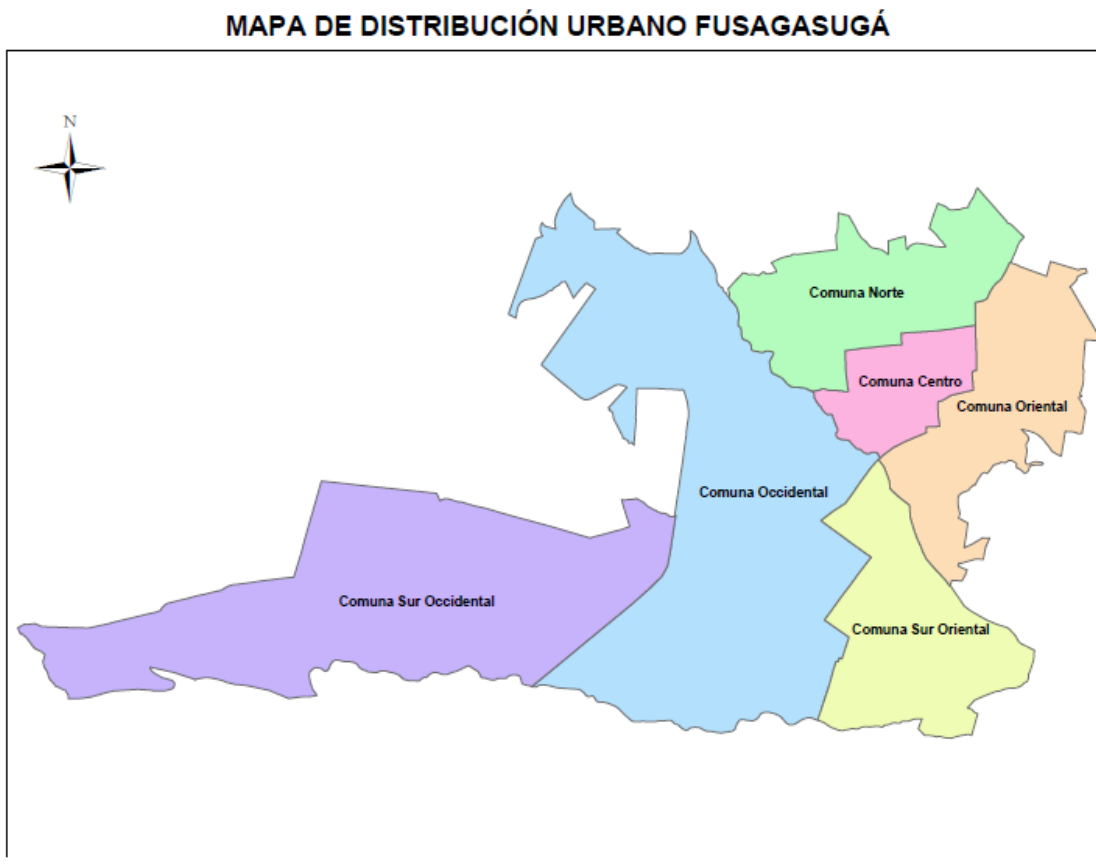 MAPA DE DISTRIBUCIÓN URBANO FUSAGASUGÁ
N
Comuna Norte
Comuna Centro
Comuna Oriental
Comuna Occidental
Comuna Sur Occidental
Comuna Sur Oriental